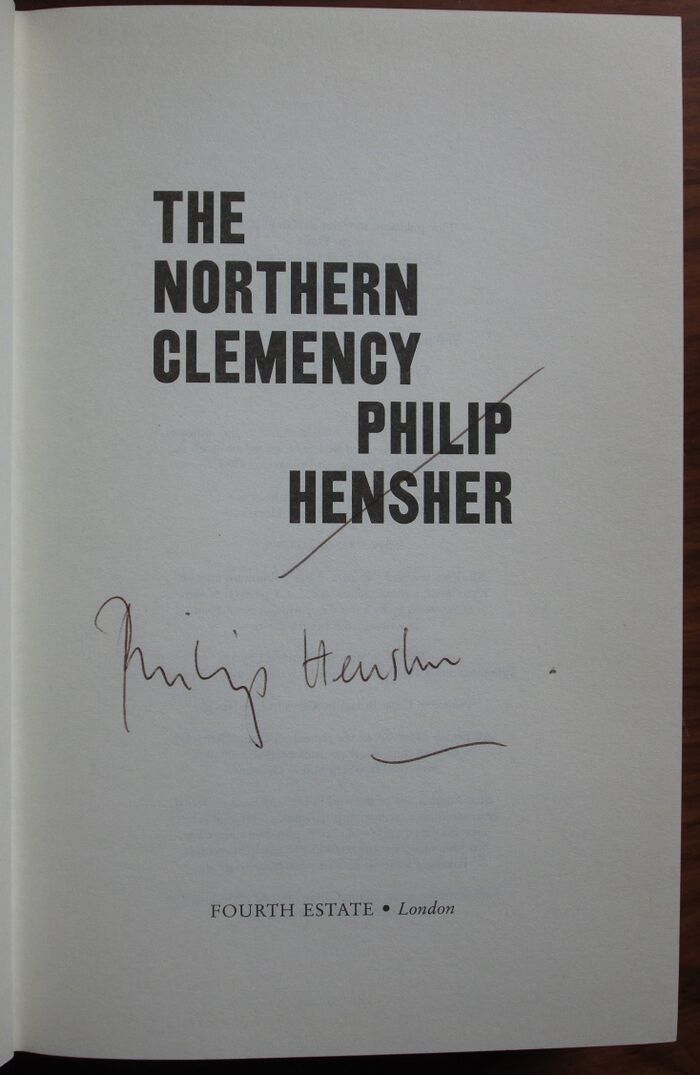 THE
NORTHERN
CLEMENCY
PHILIP
HENSHER
Philip Hensher
FOURTH ESTATE • London